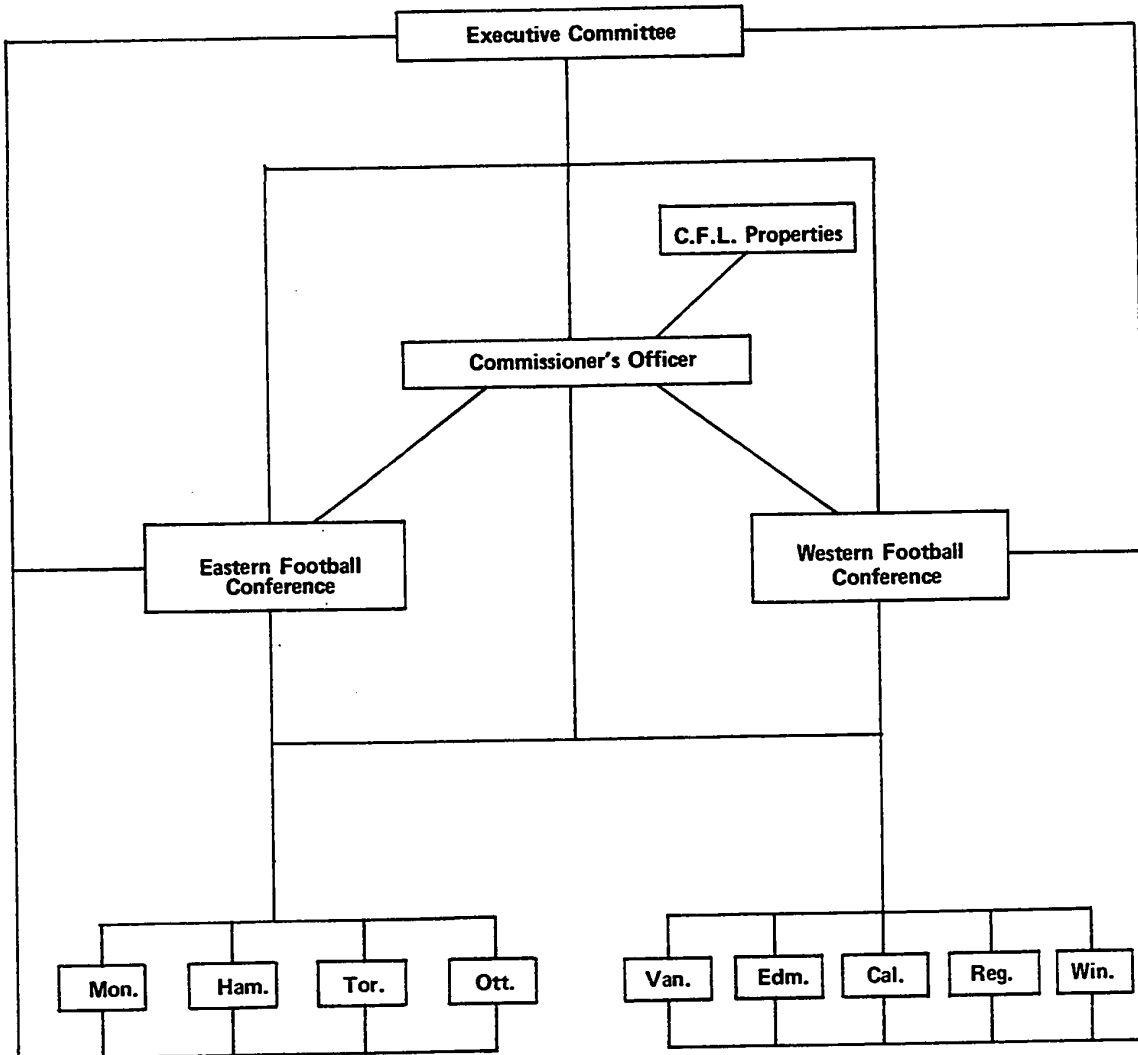 Executive Committee
C.F.L. Properties
Commissioner's Officer
Eastern Football
Conference
Western Football
Conference
Mon.
Ham.
Tor.
Ott.
Van.
Edm.
Cal.
Reg.
Win.